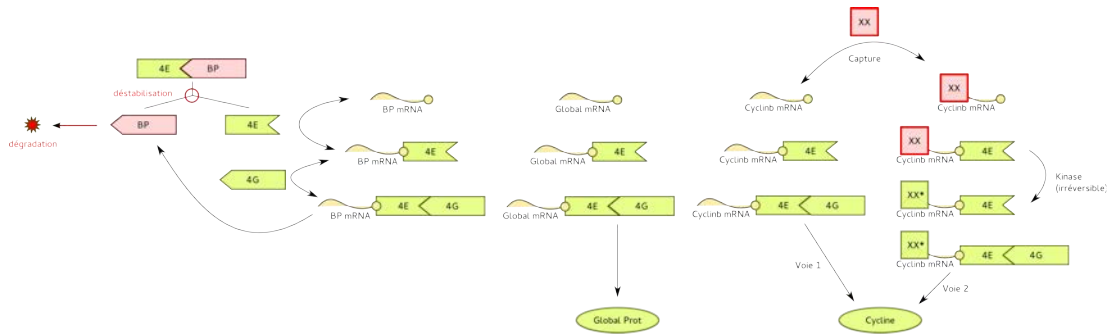 XX
Capture
4E BP
déstabilisation
BP
4E
dégradation
4G
BP mRNA
BP mRNA
4E
BP mRNA
4E 4G
Global mRNA
Global mRNA
4E
Global mRNA
4E 4G
Global Prot
Cyclinb mRNA
Cyclinb mRNA
4E
Cyclinb mRNA
4E 4G
Voie 1
XX
Cyclinb mRNA
XX
Cyclinb mRNA
4E
Kinase
(irréversible)
XX*
Cyclinb mRNA
4E
XX*
Cyclinb mRNA
4E 4G
Voie 2
Cycline